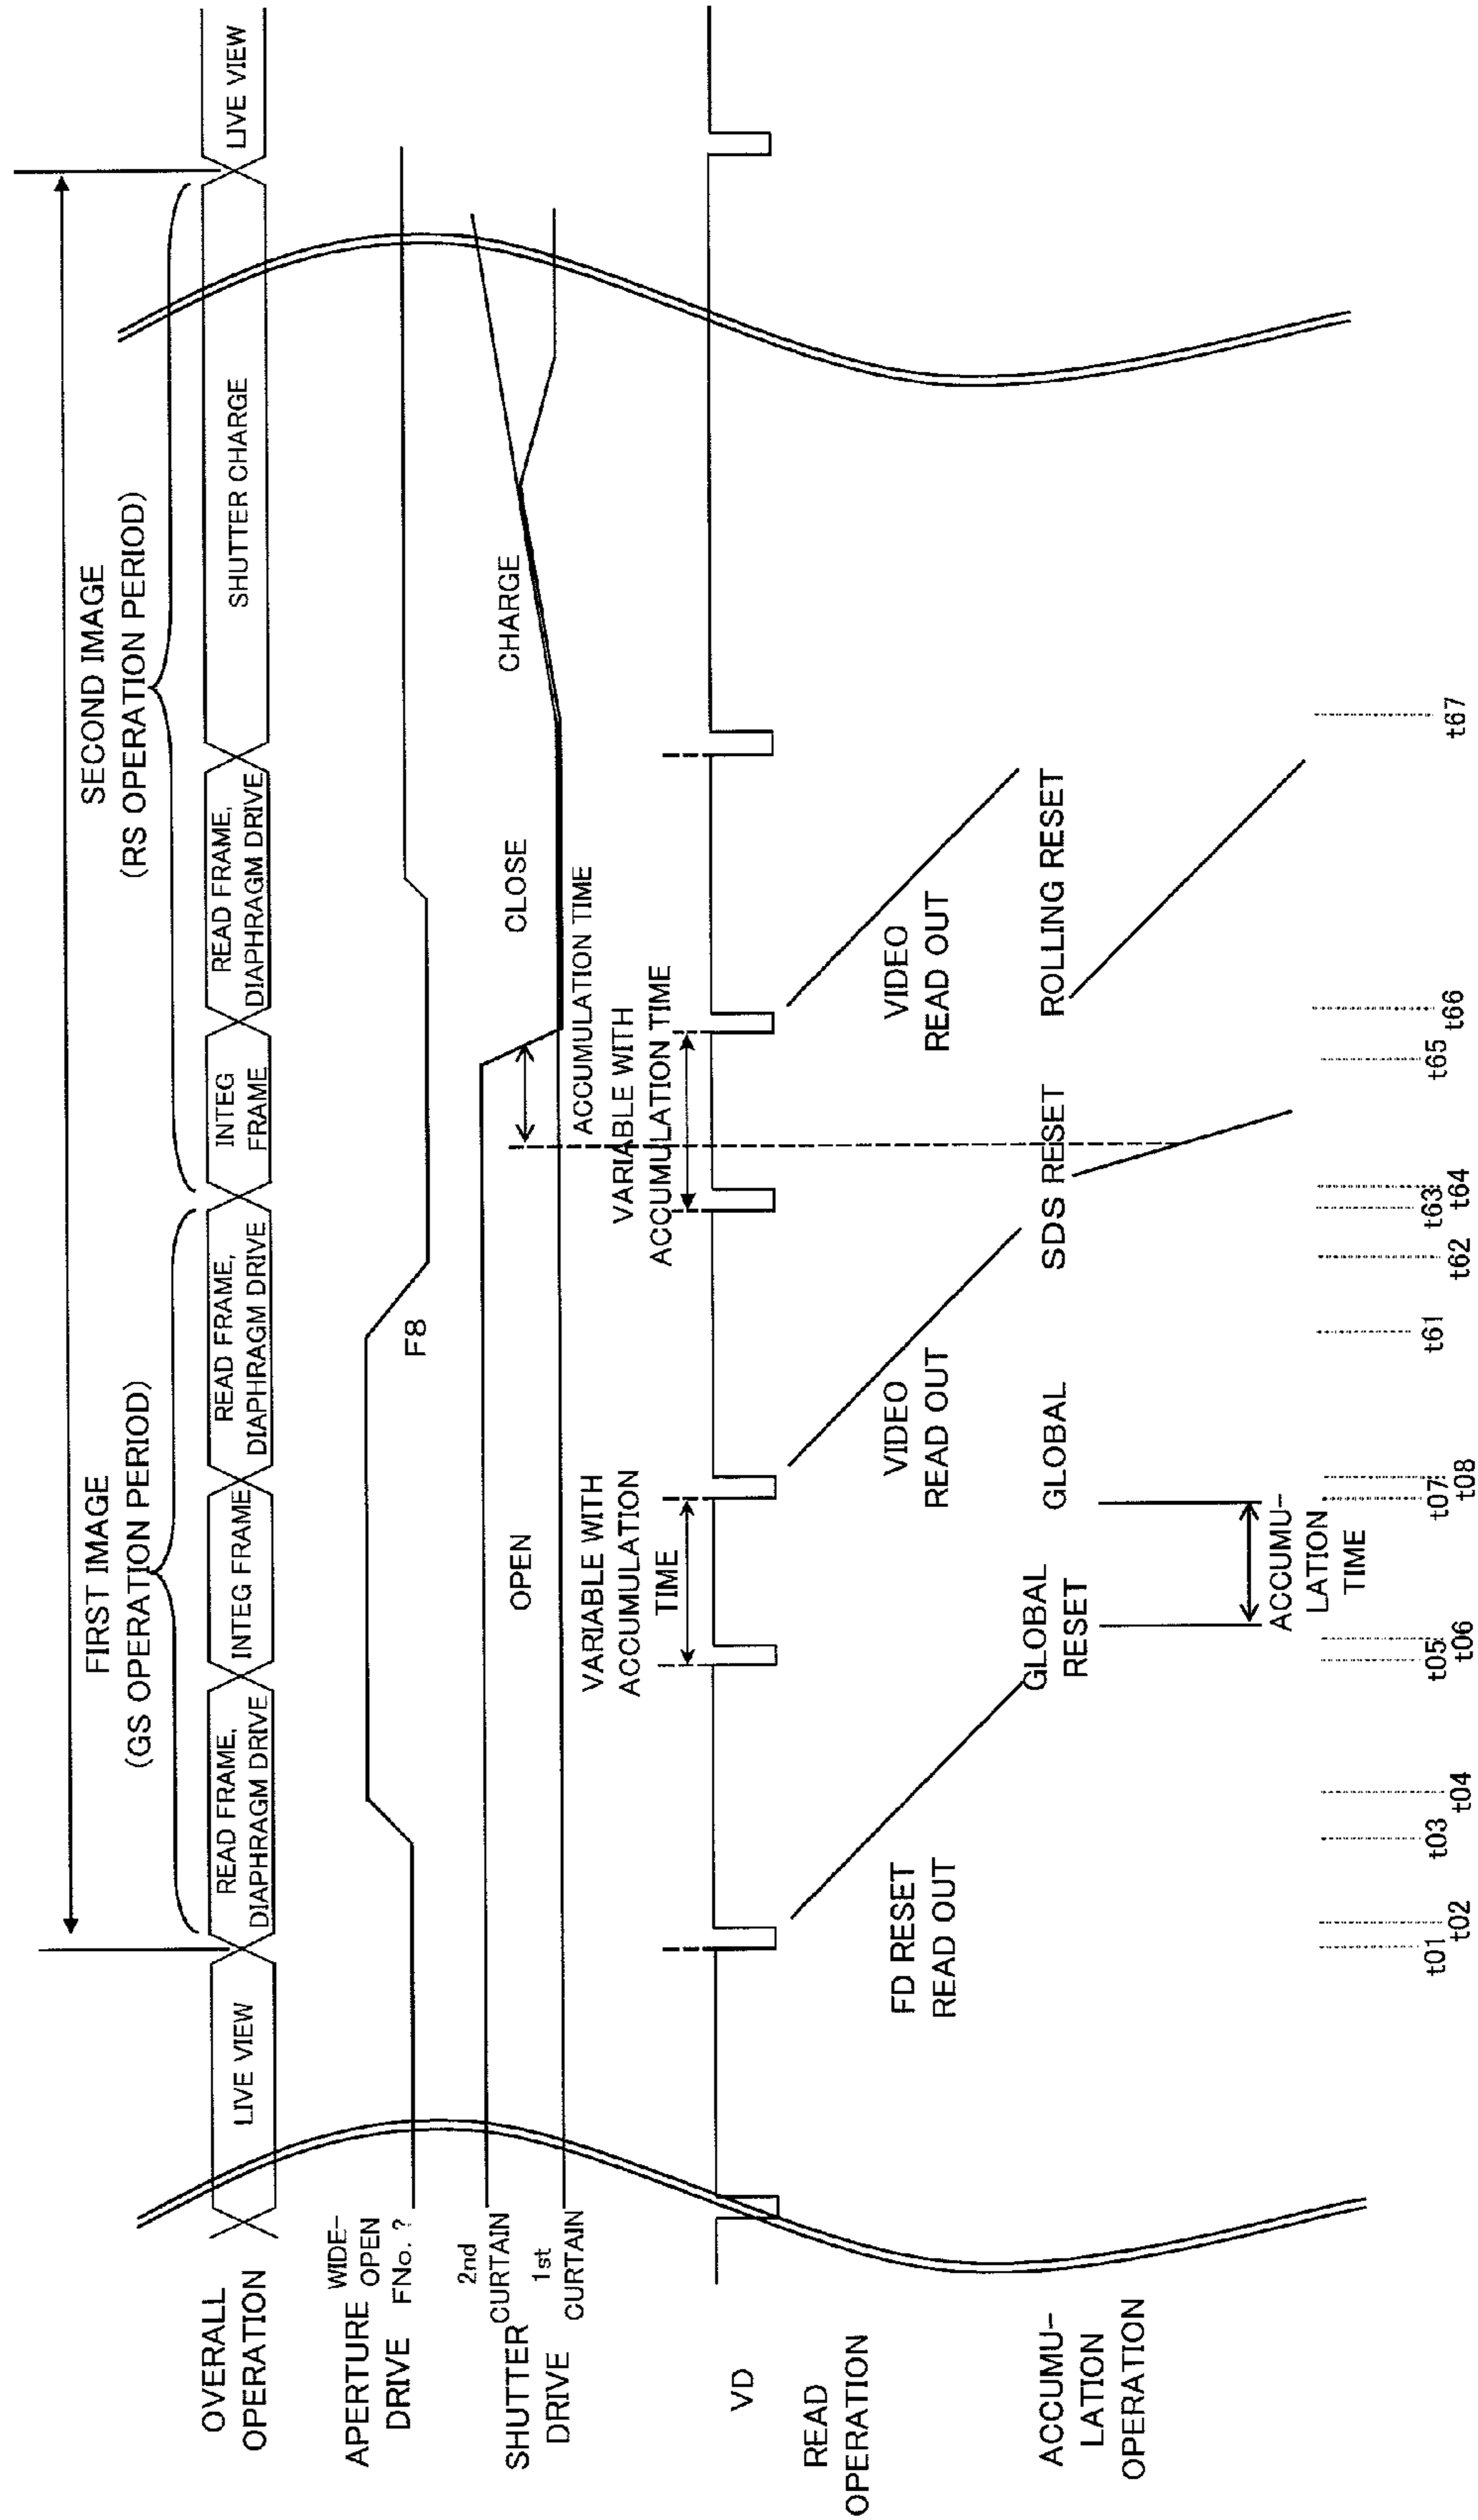 OVERALL
OPERATION
LIVE VIEW
FIRST IMAGE
(GS OPERATION PERIOD)
READ FRAME,
DIAPHRAGM DRIVE
INTEG FRAME
READ FRAME,
DIAPHRAGM DRIVE
SECOND IMAGE
(RS OPERATION PERIOD)
INTEG
FRAME
READ FRAME,
DIAPHRAGM DRIVE
SHUTTER CHARGE
LIVE VIEW
APERTURE
DRIVE
WIDE-
OPEN
FNo. ?
F8
SHUTTER
DRIVE
2nd
CURTAIN
1st
CURTAIN
OPEN
CLOSE
CHARGE
ACCUMULATION TIME
VD
VARIABLE WITH
ACCUMULATION
TIME
VARIABLE WITH
ACCUMULATION TIME
READ
OPERATION
FD RESET
READ OUT
VIDEO
READ OUT
VIDEO
READ OUT
ACCUMU-
LATION
OPERATION
GLOBAL
RESET
GLOBAL
SDS RESET
ROLLING RESET
ACCUMU-
LATION
TIME
t01
t02
t03
t04
t05
t06
t07
t08
t61
t62
t63
t64
t65
t66
t67